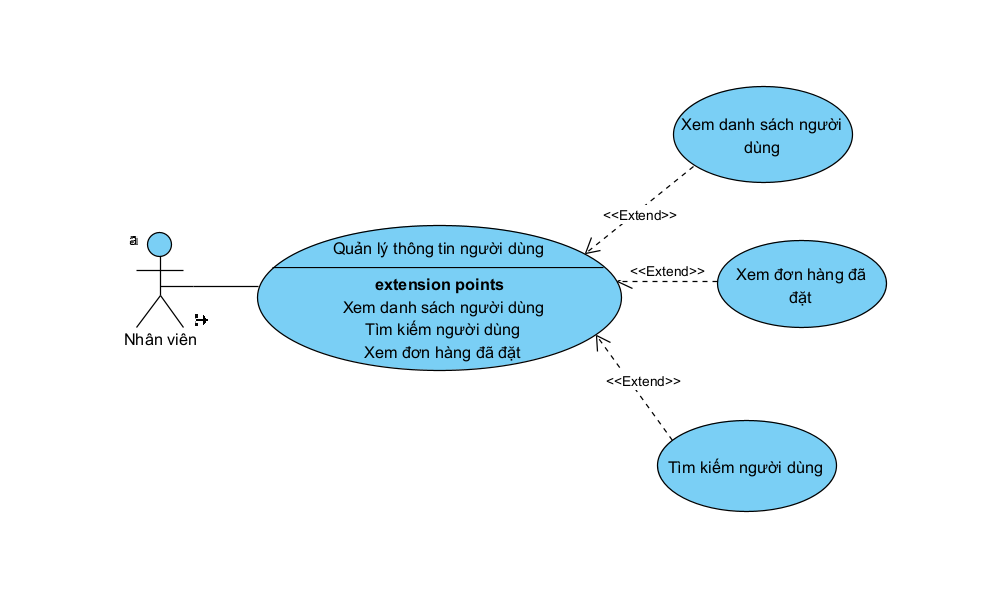 Xem danh sách người
dùng
<<Extend>>
Quản lý thông tin người dùng
extension points
Xem danh sách người dùng
Tìm kiếm người dùng
Xem đơn hàng đã đặt
<<Extend>>
Xem đơn hàng đã
đặt
Nhân viên
<<Extend>>
Tìm kiếm người dùng